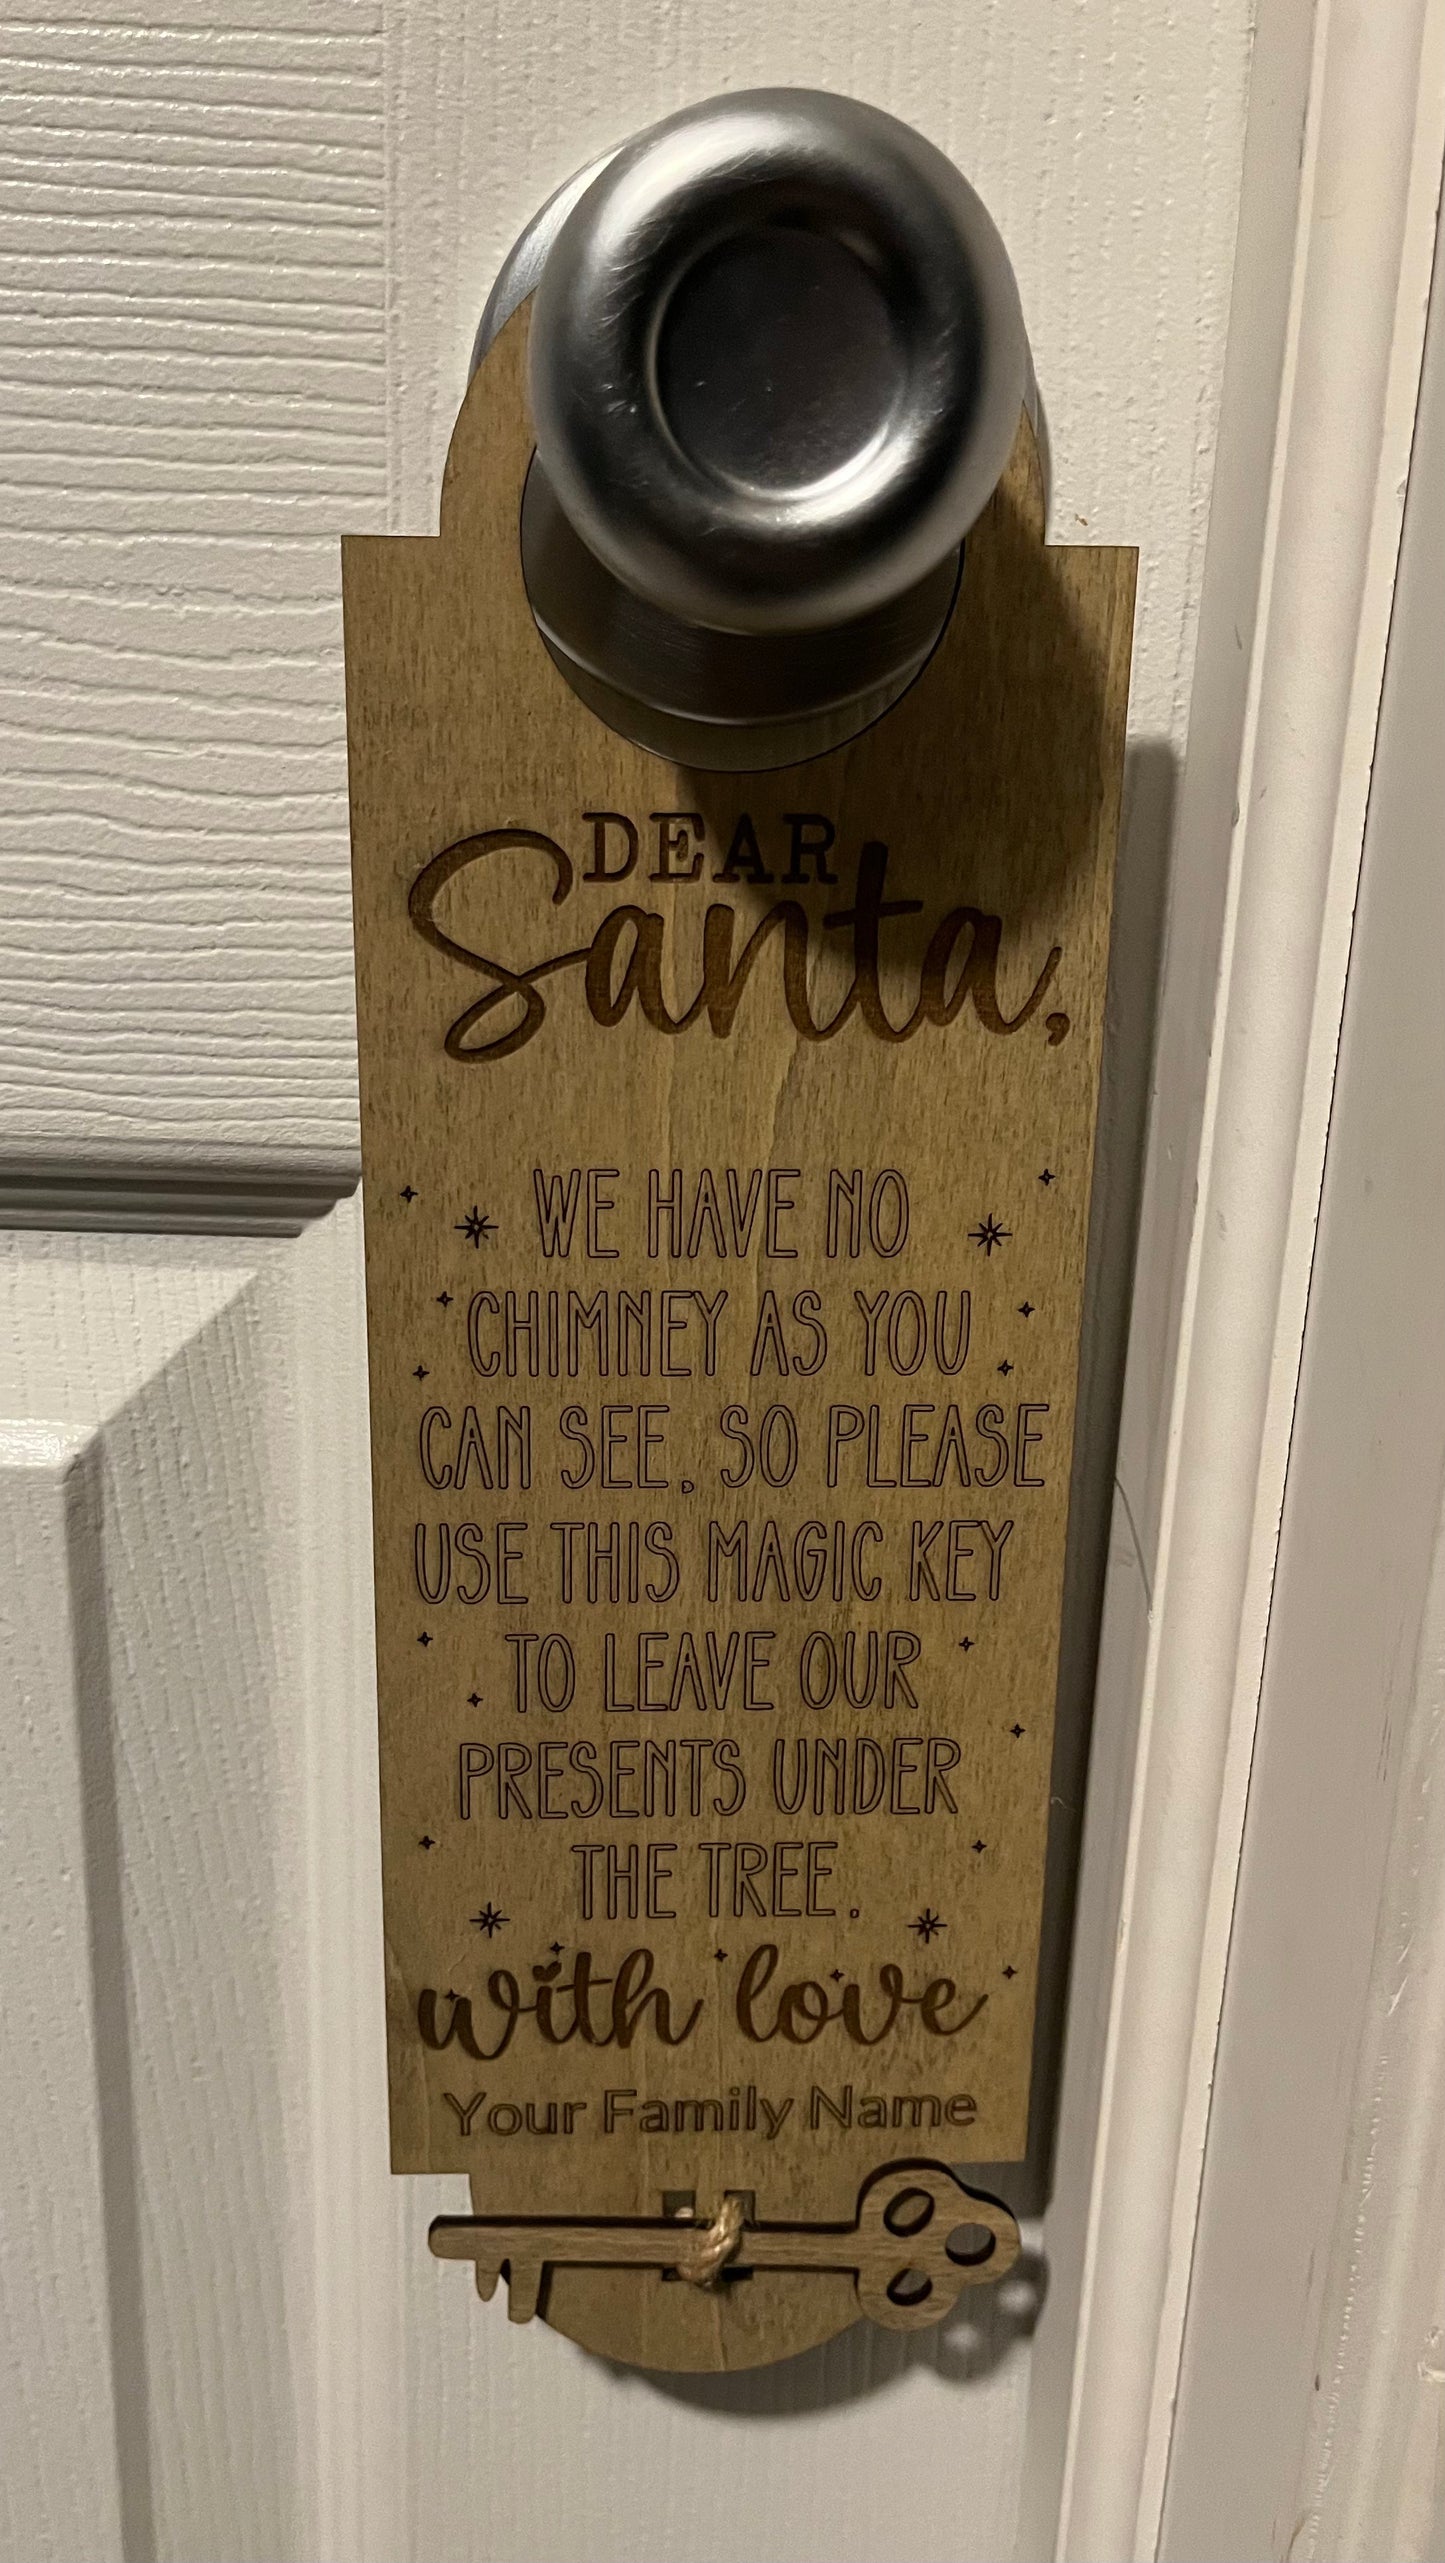 DEAR
Santa,
WE HAVE NO
CHIMNEY AS YOU
CAN SEE, SO PLEASE
USE THIS MAGIC KEY
TO LEAVE OUR
PRESENTS UNDER
THE TREE.
with love
Your Family Name